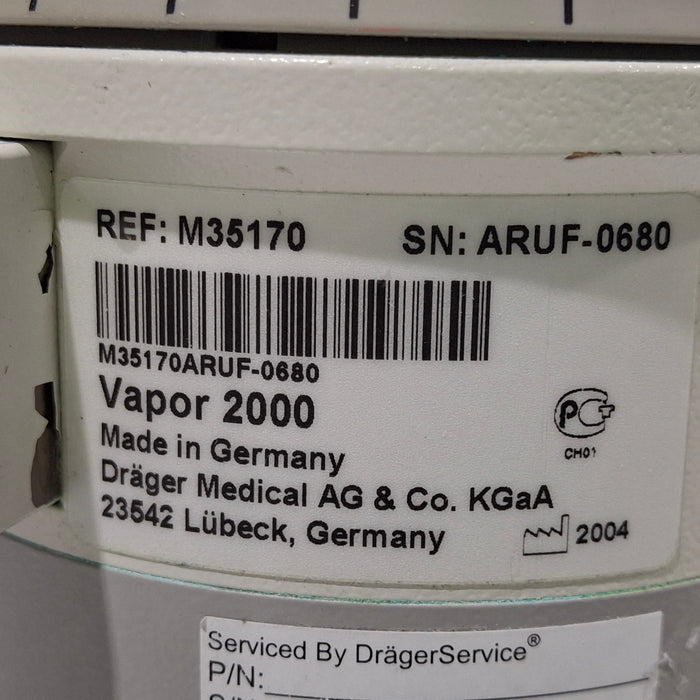 REF: M35170 SN: ARUF-0680
M35170ARUF-0680
Vapor 2000
Made in Germany
Dräger Medical AG & Co. KGaA
23542 Lübeck, Germany
PC
CH01
2004
Serviced By DrägerService®
P/N: